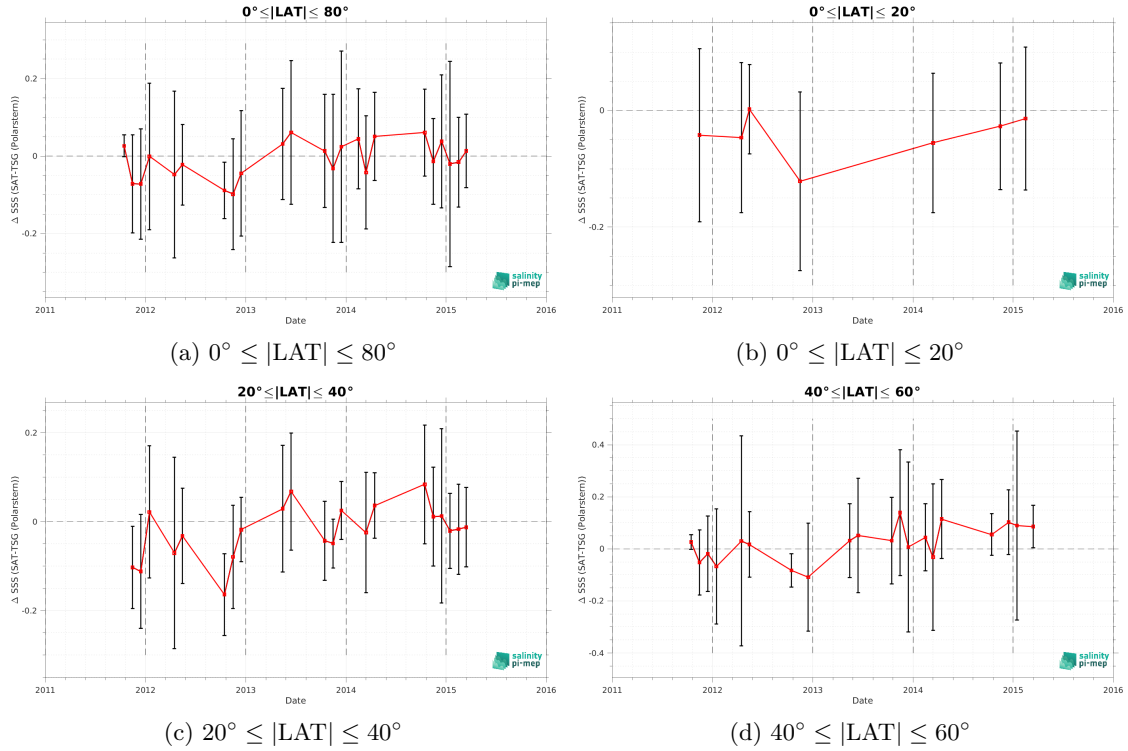 0°≤|LAT|≤ 80°
Δ SSS (SAT-TSG (Polarstern))
0.2
0
-0.2
2011 2012 2013 2014 2015 2016
Date
salinity
pi-mep
(a) 0° ≤ |LAT| ≤ 80°
0°≤|LAT|≤ 20°
Δ SSS (SAT-TSG (Polarstern))
0
-0.2
2011 2012 2013 2014 2015 2016
Date
salinity
pi-mep
(b) 0° ≤ |LAT| ≤ 20°
20°≤|LAT|≤ 40°
Δ SSS (SAT-TSG (Polarstern))
0.2
0
-0.2
2011 2012 2013 2014 2015 2016
Date
salinity
pi-mep
(c) 20° ≤ |LAT| ≤ 40°
40°≤|LAT|≤ 60°
Δ SSS (SAT-TSG (Polarstern))
0.4
0.2
0
-0.2
-0.4
2011 2012 2013 2014 2015 2016
Date
salinity
pi-mep
(d) 40° ≤ |LAT| ≤ 60°